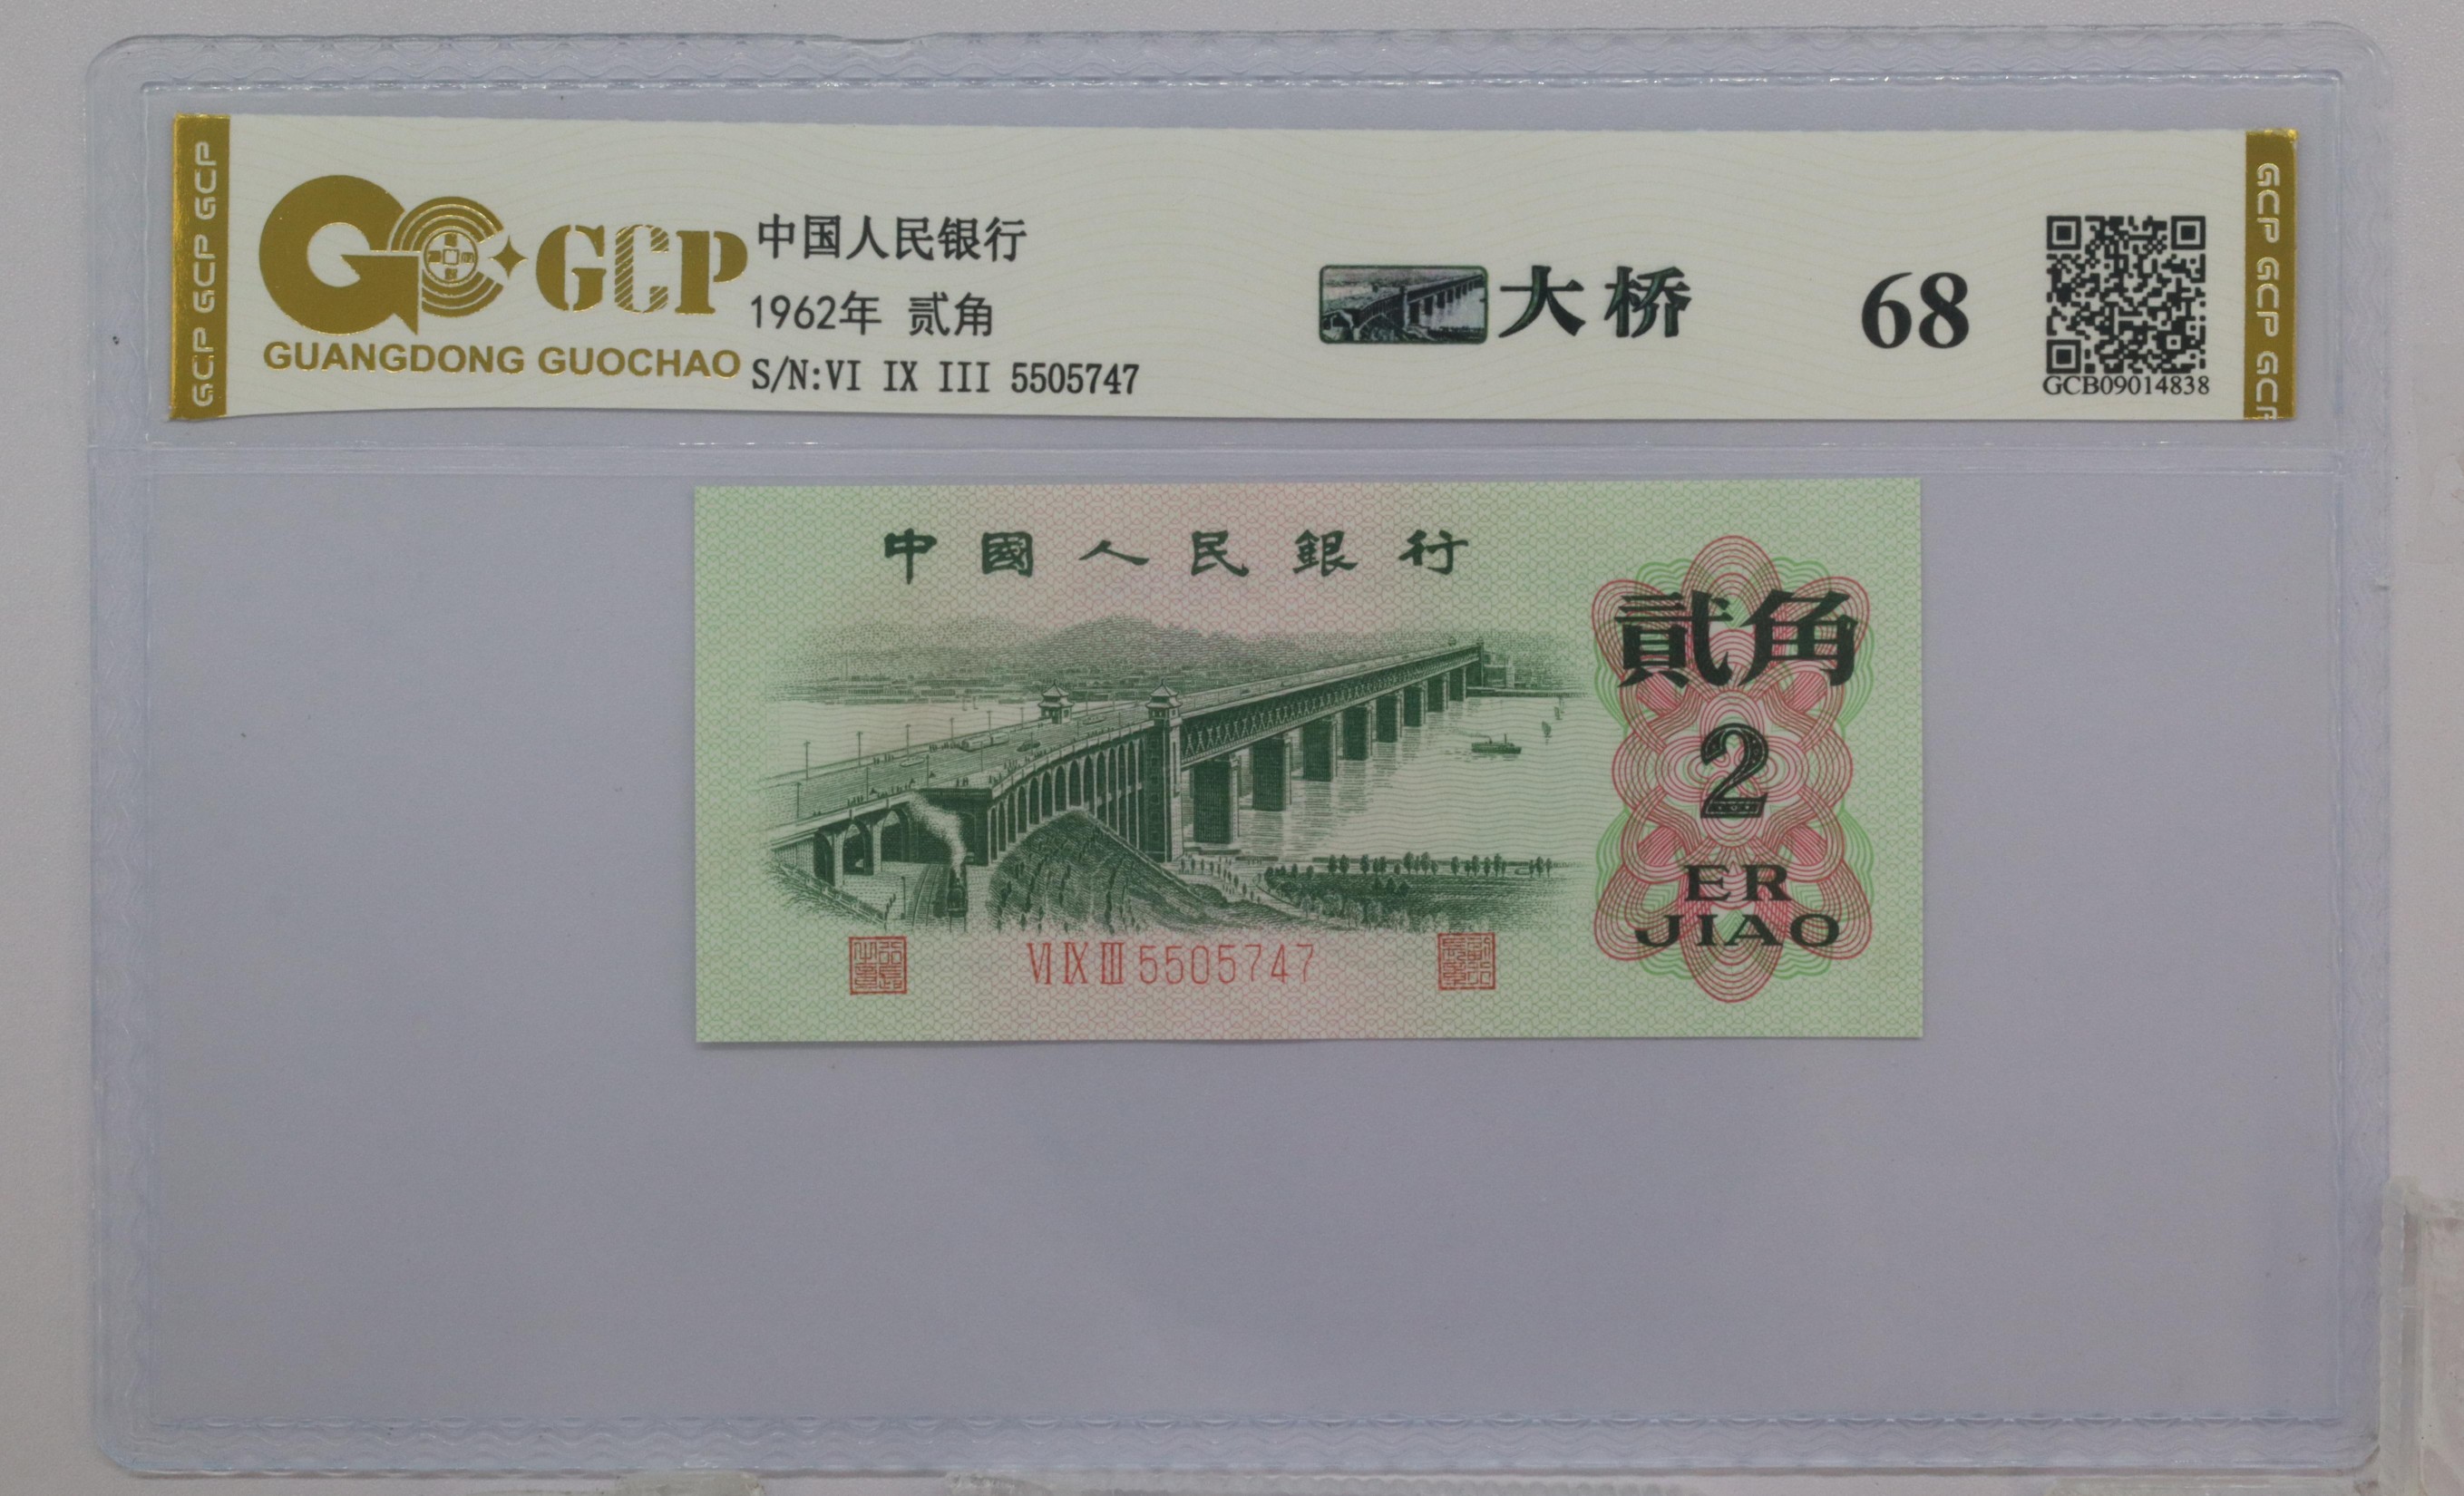 GCP GCP GCP
GCP
GUANGDONG GUOCHAO
中国人民银行
1962年 贰角
S/N:VI IX III 5505747
大桥
68
GCB09014838
GCP GCP GCP
中國人民銀行
貳角
2
ER
JIAO
VI IX III 5505747